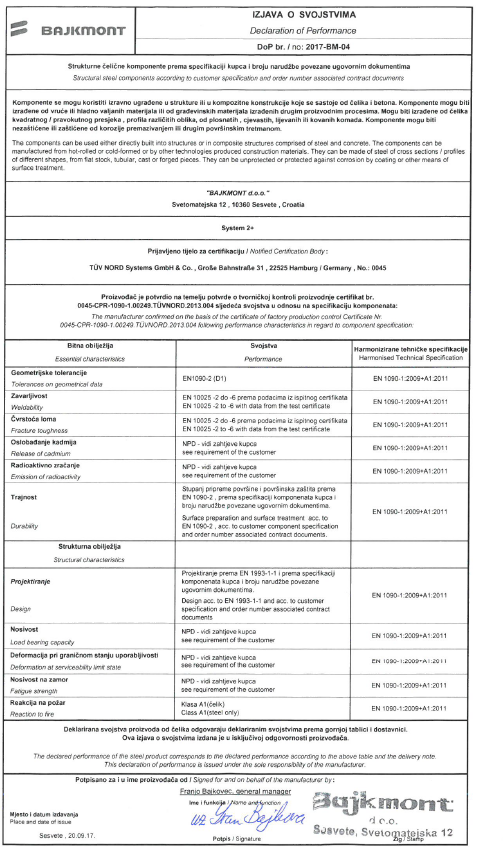 BAJKMONT
IZJAVA O SVOJSTVIMA
Declaration of Performance
DoP br. / no: 2017-BM-04
Strukturne čelične komponente prema specifikaciji kupca i broju narudžbe povezane ugovornim dokumentima
Structural steel components according to customer specification and order number associated contract documents
Komponente se mogu koristiti izravno ugrađene u strukture ili u kompozitne konstrukcije koje se sastoje od čelika i betona. Komponente mogu biti
izrađene od vruće ili hladno valjanih materijala ili od građevinskih materijala izrađenih drugim proizvodnim procesima. Mogu biti izrađene od čelika
kvadratnog / pravokutnog presjeka , profila različitih oblika, od plosnatih , cjevastih, lijevanih ili kovanih komada. Komponente mogu biti
nezaštićene ili zaštićene od korozije premazivanjem ili drugim površinskim tretmanom.
The components can be used either directly built into structures or in composite structures comprised of steel and concrete. The components can be
manufactured from hot-rolled or cold-formed or by other technologies produced construction materials. They can be made of steel of cross sections / profiles
of different shapes, from flat stock, tubular, cast or forged pieces. They can be unprotected or protected against corrosion by coating or other means of
surface treatment.
"BAJKMONT d.o.o."
Svetomatejska 12 , 10360 Sesvete , Croatia
System 2+
Prijavljeno tijelo za certifikaciju / Notified Certification Body :
TÜV NORD Systems GmbH & Co. , Große Bahnstraße 31 , 22525 Hamburg / Germany , No.: 0045
Proizvođač je potvrdio na temelju potvrde o tvorničkoj kontroli proizvodnje certifikat br.
0045-CPR-1090-1.00249.TÜVNORD.2013.004 sljedeća svojstva u odnosu na specifikaciju komponenata:
The manufacturer confirmed on the basis of the certificate of factory production control Certificate Nr.
0045-CPR-1090-1.00249.TÜVNORD.2013.004 following performance characteristics in regard to component specification:
Bitna obilježja
Essential characteristics
Svojstva
Performance
Harmonizirane tehničke specifikacije
Harmonised Technical Specification
Geometrijske tolerancije
Tolerances on geometrical data
EN1090-2 (D1)
EN 1090-1:2009+A1:2011
Zavarljivost
Weldability
EN 10025 -2 do -6 prema podacima iz ispitnog certifikata
EN 10025 -2 to -6 with data from the test certificate
EN 1090-1:2009+A1:2011
Čvrstoća loma
Fracture toughness
EN 10025 -2 do -6 prema podacima iz ispitnog certifikata
EN 10025 -2 to -6 with data from the test certificate
EN 1090-1:2009+A1:2011
Oslobađanje kadmija
Release of cadmium
NPD - vidi zahtjeve kupca
see requirement of the customer
EN 1090-1:2009+A1:2011
Radioaktivno zračanje
Emission of radioactivity
NPD - vidi zahtjeve kupca
see requirement of the customer
EN 1090-1:2009+A1:2011
Trajnost
Durability
Stupanj pripreme površine i površinska zaštita prema
EN 1090-2 , prema specifikaciji komponenata kupca i
broju narudžbe povezane ugovornim dokumentima.
Surface preparation and surface treatment acc. to
EN 1090-2 , acc. to customer component specification
and order number associated contract documents.
EN 1090-1:2009+A1:2011
Strukturna obilježja
Structural characteristics
Projektiranje
Design
Projektiranje prema EN 1993-1-1 i prema specifikaciji
komponenata kupca i broju narudžbe povezane
ugovornim dokumentima.
Design acc. to EN 1993-1-1 and acc. to customer
specification and order number associated contract
documents
EN 1090-1:2009+A1:2011
Nosivost
Load bearing capacity
NPD - vidi zahtjeve kupca
see requirement of the customer
EN 1090-1:2009+A1:2011
Deformacija pri graničnom stanju uporabljivosti
Deformation at serviceability limit state
NPD - vidi zahtjeve kupca
see requirement of the customer
EN 1090-1:2009+A1:2011
Nosivost na zamor
Fatigue strength
NPD - vidi zahtjeve kupca
see requirement of the customer
EN 1090-1:2009+A1:2011
Reakcija na požar
Reaction to fire
Klasa A1(čelik)
Class A1(steel only)
EN 1090-1:2009+A1:2011
Deklarirana svojstva proizvoda od čelika odgovaraju deklariranim svojstvima prema gornjoj tablici i dostavnici.
Ova izjava o svojstvima izdana je u isključivoj odgovornosti proizvođača.
The declared performance of the steel product corresponds to the declared performance according to the above table and the delivery note.
This declaration of performance is issued under the sole responsibility of the manufacturer.
Potpisano za i u ime proizvođača od / Signed for and on behalf of the manufacturer by :
Franjo Bajkovec, general manager
Ime i funkcija / Name and function
Bajkmont
d o.o.
Sesvete, Svetomatejska 12
Mjesto i datum izdavanja
Place and date of issue
Sesvete , 20.09.17.
Potpis / Signature
Žig / Stamp